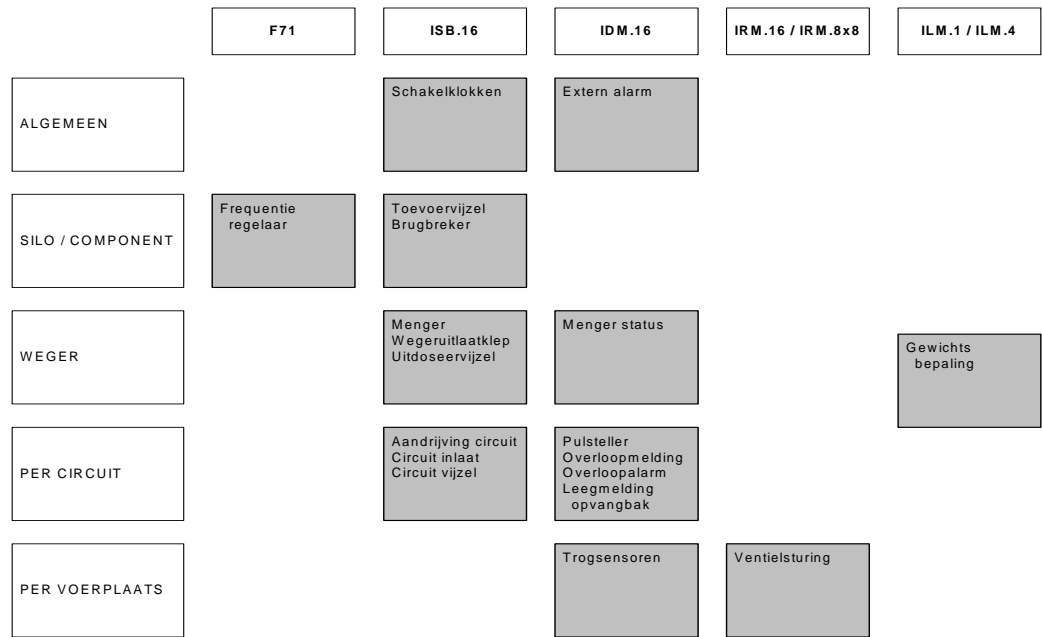 F71
ISB.16
IDM.16
IRM.16 / IRM.8x8
ILM.1 / ILM.4
ALGEMEEN
Schakelklokken
Extern alarm
SILO / COMPONENT
Frequentie
regelaar
Toevoervijzel
Brugbreker
WEGER
Menger
Wegeruitlaatklep
Uitdoseervijzel
Menger status
Gewichts
bepaling
PER CIRCUIT
Aandrijving circuit
Circuit inlaat
Circuit vijzel
Pulsteller
Overloopmelding
Overloopalarm
Leegmelding
opvangbak
PER VOERPLAATS
Trogsensoren
Ventielsturing